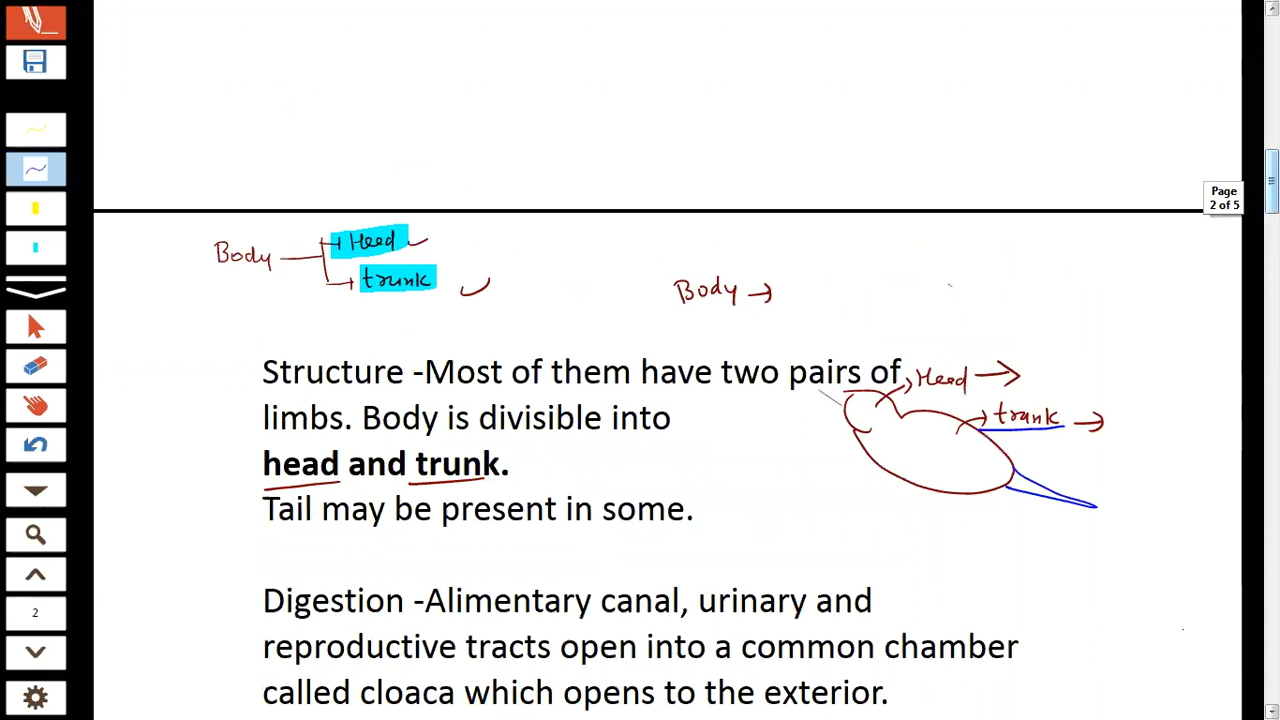 Page
2 of 5
Body
Head
trunk
Body
Structure -Most of them have two pairs of
Head
limbs. Body is divisible into
trunk
head and trunk.
Tail may be present in some.
Digestion -Alimentary canal, urinary and
2
reproductive tracts open into a common chamber
called cloaca which opens to the exterior.